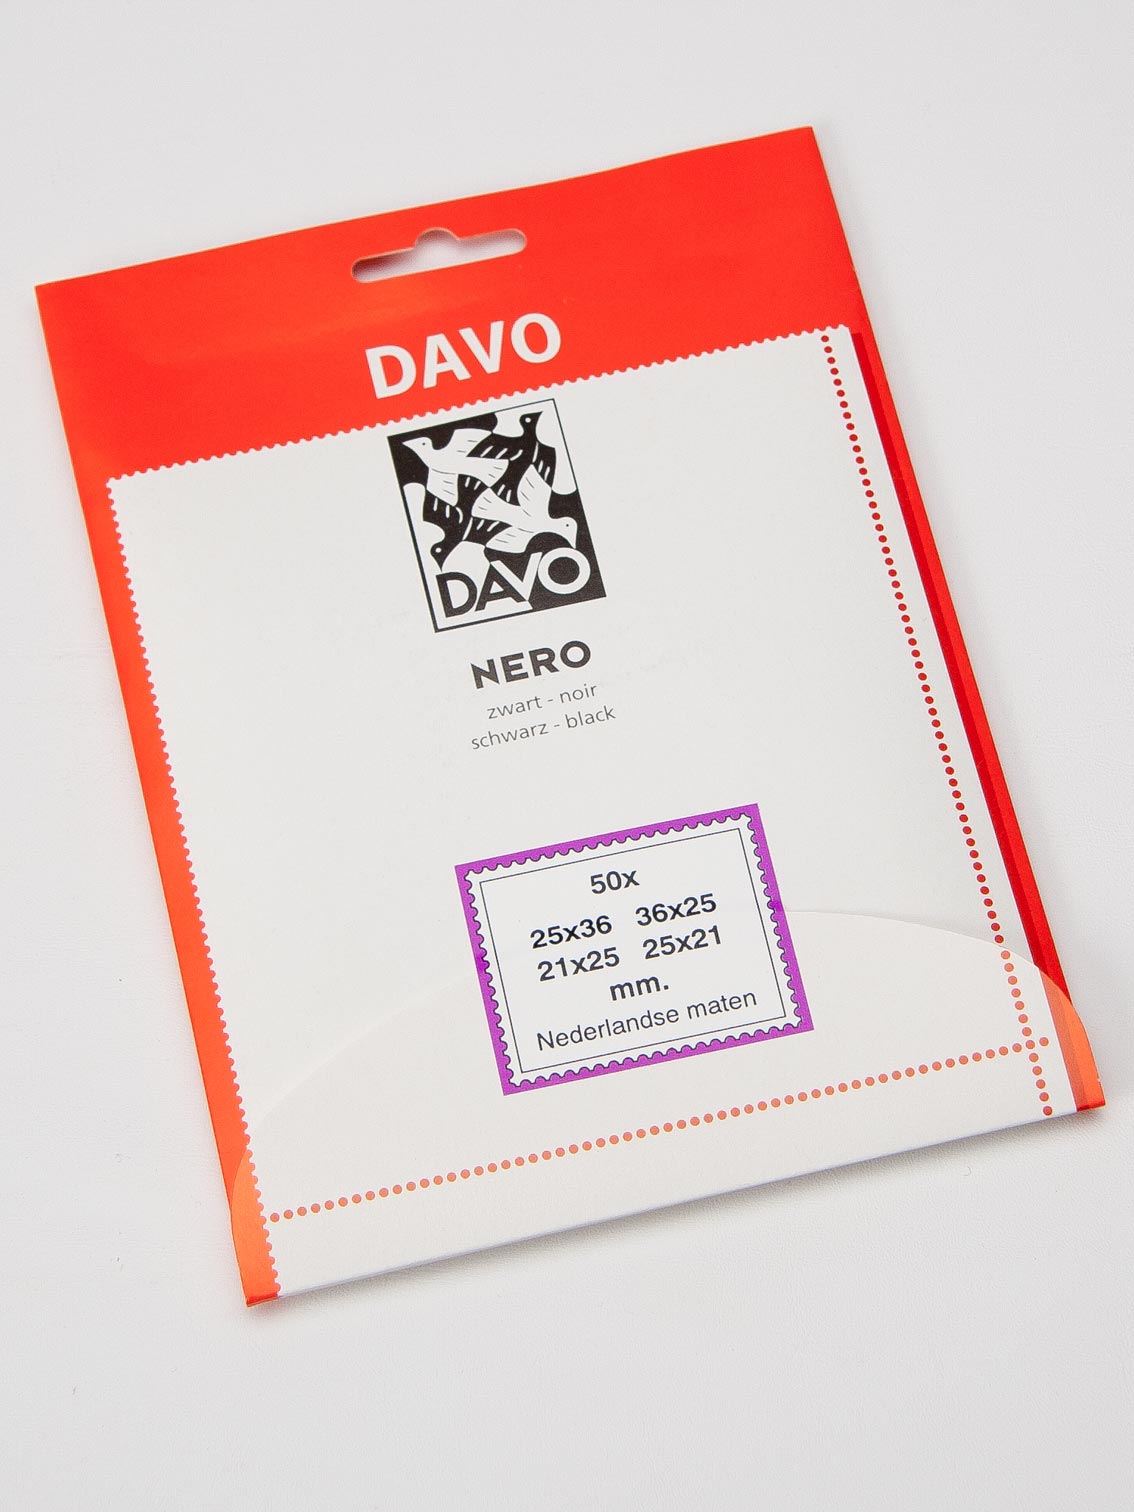 DAVO
DAVO
NERO
zwart - noir
schwarz - black
50x
25x36 36x25
21x25 25x21
mm.
Nederlandse maten